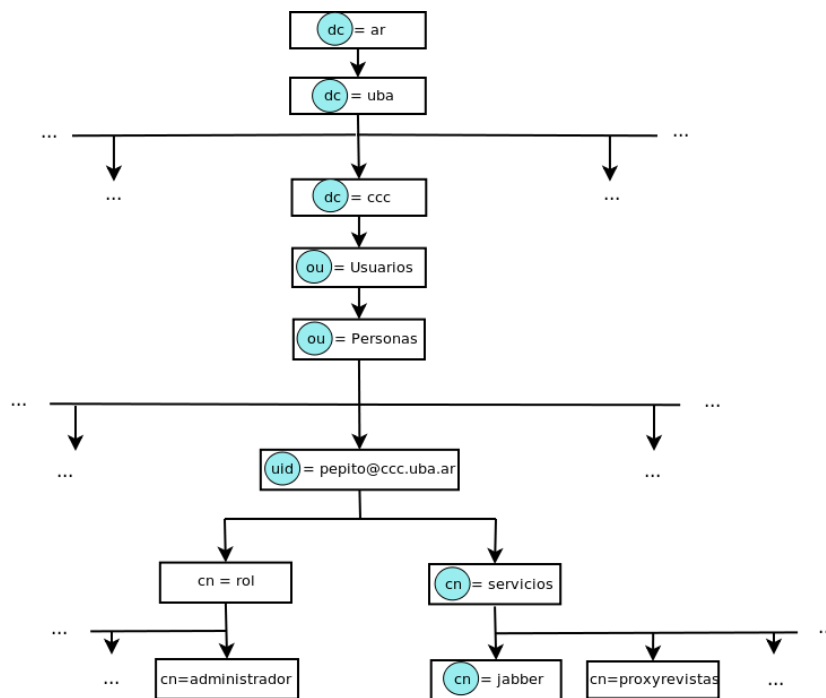 dc = ar
dc = uba
... ...
... ...
dc = ccc
ou = Usuarios
ou = Personas
... ...
... ...
uid = pepito@ccc.uba.ar
cn = rol cn = servicios
... ...
... cn=administrador cn = jabber cn=proxyrevistas ...